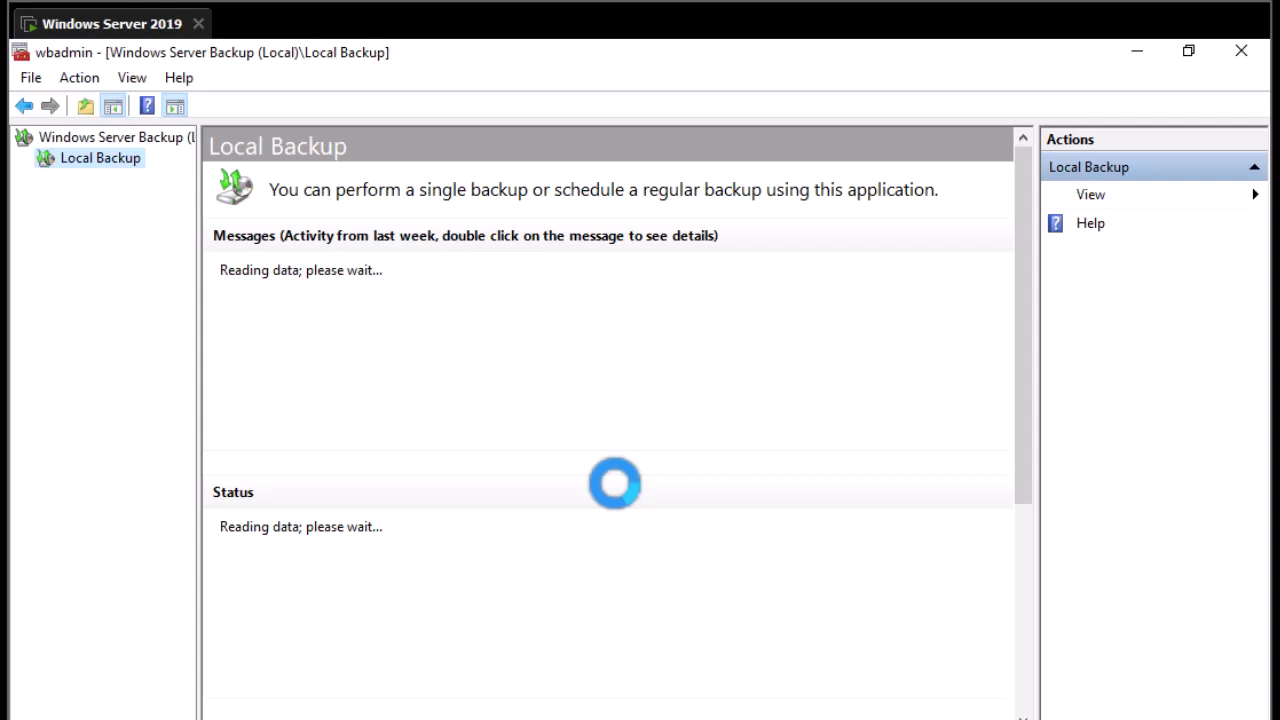 Windows Server 2019
wbadmin - [Windows Server Backup (Local)\Local Backup]
File Action View Help
Windows Server Backup (L
Local Backup
Local Backup
You can perform a single backup or schedule a regular backup using this application.
Messages (Activity from last week, double click on the message to see details)
Reading data; please wait...
Status
Reading data; please wait...
Actions
Local Backup
View
Help